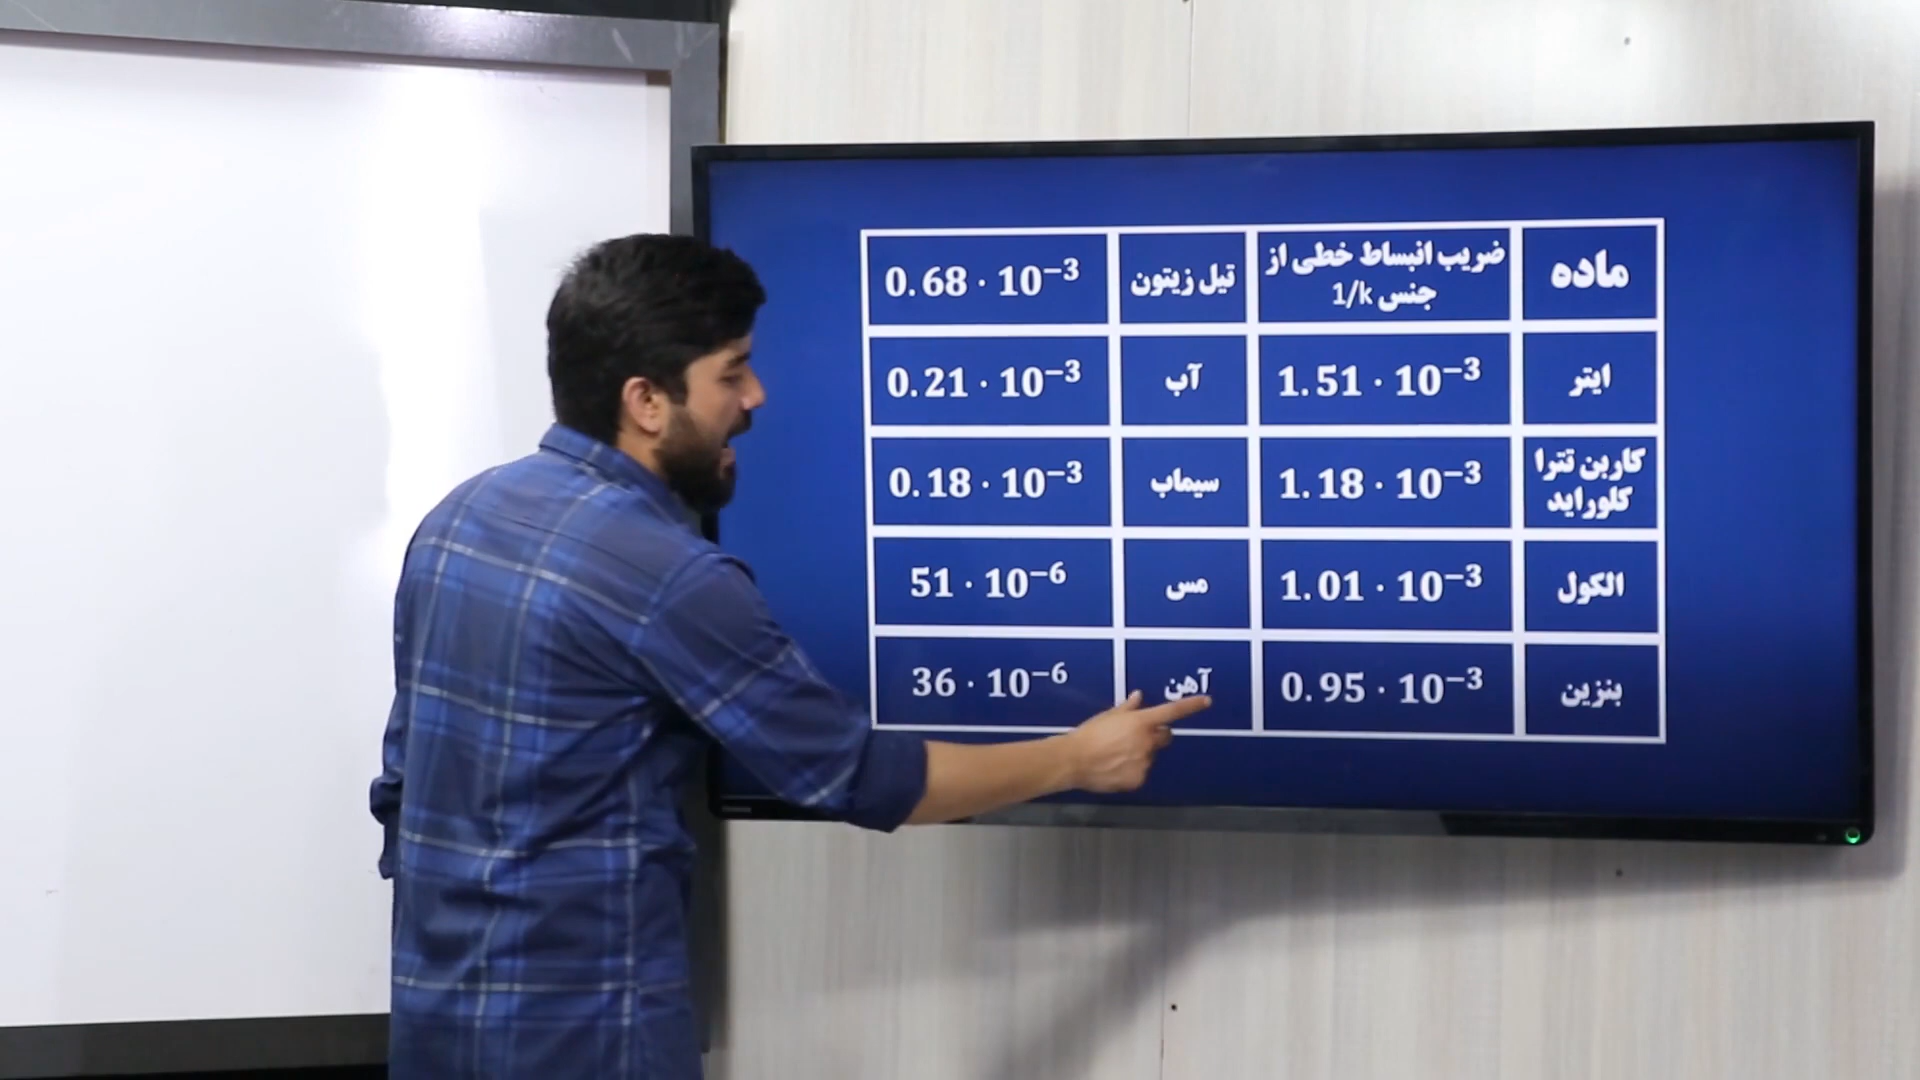 ماده
ضریب انبساط خطی از
جنس 1/k
تیل زیتون
0.68 · 10⁻³
ایتر
1.51 · 10⁻³
آب
0.21 · 10⁻³
کاربن تترا
کلوراید
1.18 · 10⁻³
سیماب
0.18 · 10⁻³
الکول
1.01 · 10⁻³
مس
51 · 10⁻⁶
بنزین
0.95 · 10⁻³
آهن
36 · 10⁻⁶